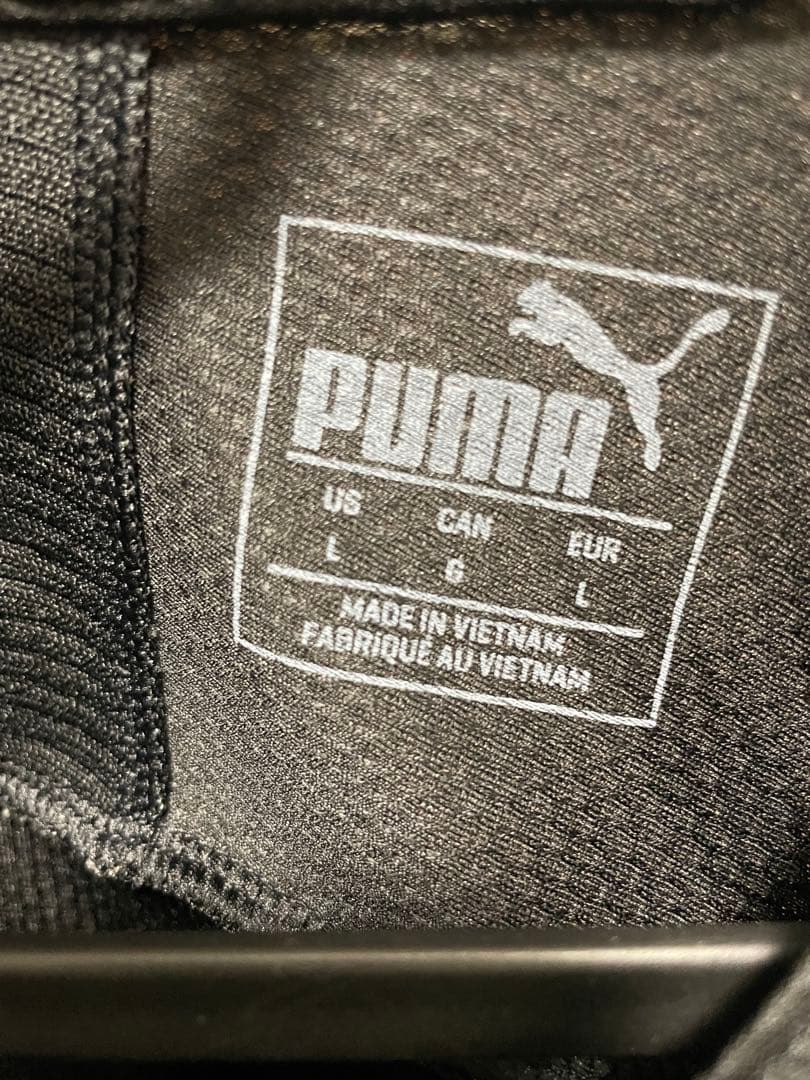 PUMA
US CAN EUR
L G L
MADE IN VIETNAM
FABRIQUÉ AU VIETNAM